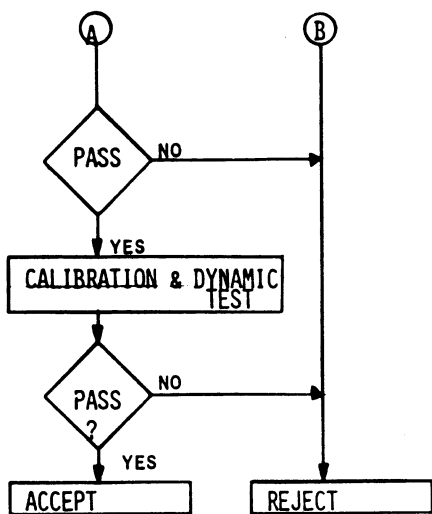 A
B
PASS
NO
YES
CALIBRATION & DYNAMIC
TEST
PASS
?
NO
YES
ACCEPT
REJECT